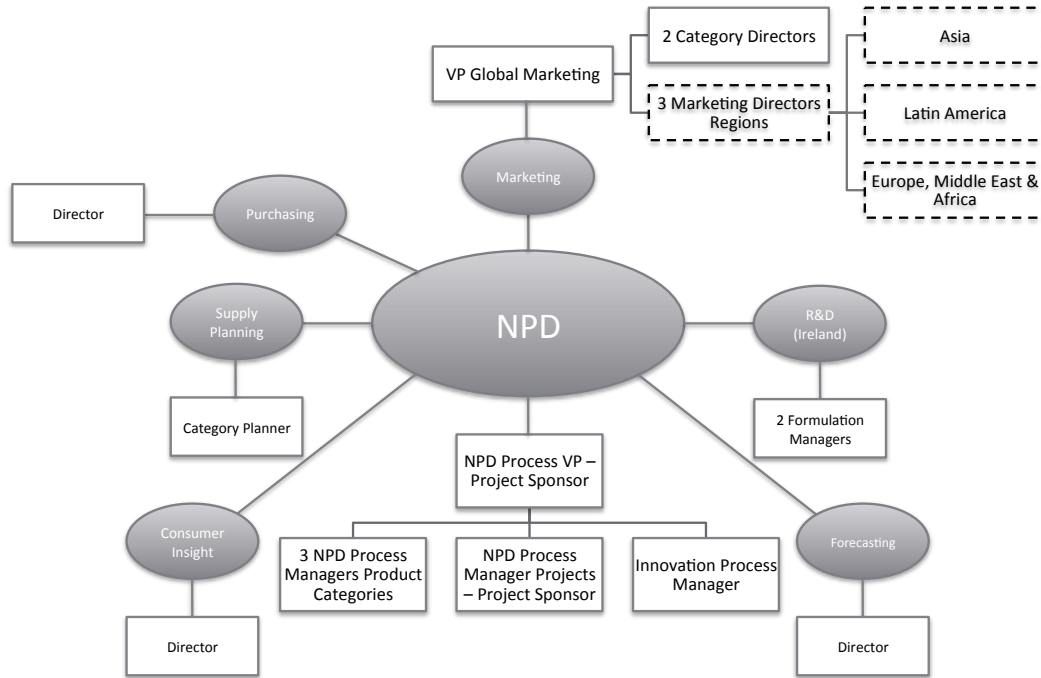 2 Category Directors
Asia
VP Global Marketing
3 Marketing Directors
Regions
Latin America
Marketing
Europe, Middle East &
Africa
Director
Purchasing
Supply
Planning
NPD
R&D
(Ireland)
Category Planner
2 Formulation
Managers
NPD Process VP –
Project Sponsor
Consumer
Insight
Forecasting
3 NPD Process
Managers Product
Categories
NPD Process
Manager Projects
– Project Sponsor
Innovation Process
Manager
Director
Director